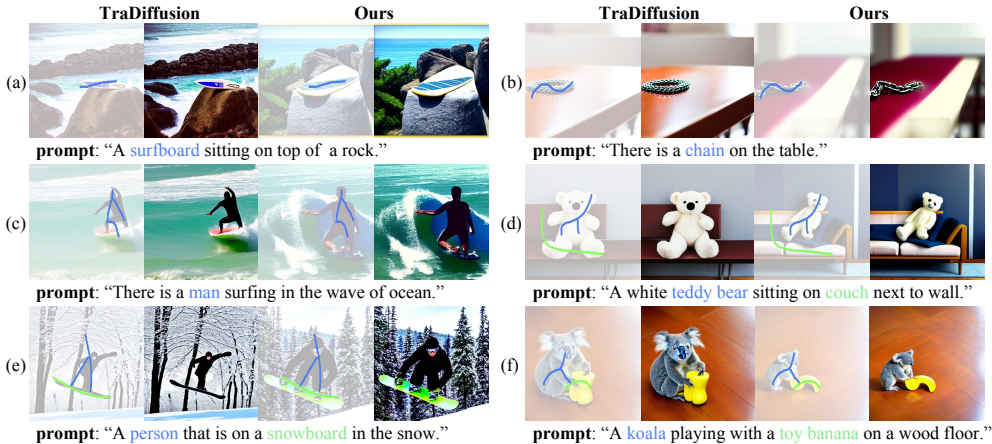 TraDiffusion Ours TraDiffusion Ours
(a)
prompt: “A surfboard sitting on top of a rock.”
(b)
prompt: “There is a chain on the table.”
(c)
prompt: “There is a man surfing in the wave of ocean.”
(d)
prompt: “A white teddy bear sitting on couch next to wall.”
(e)
prompt: “A person that is on a snowboard in the snow.”
(f)
prompt: “A koala playing with a toy banana on a wood floor.”